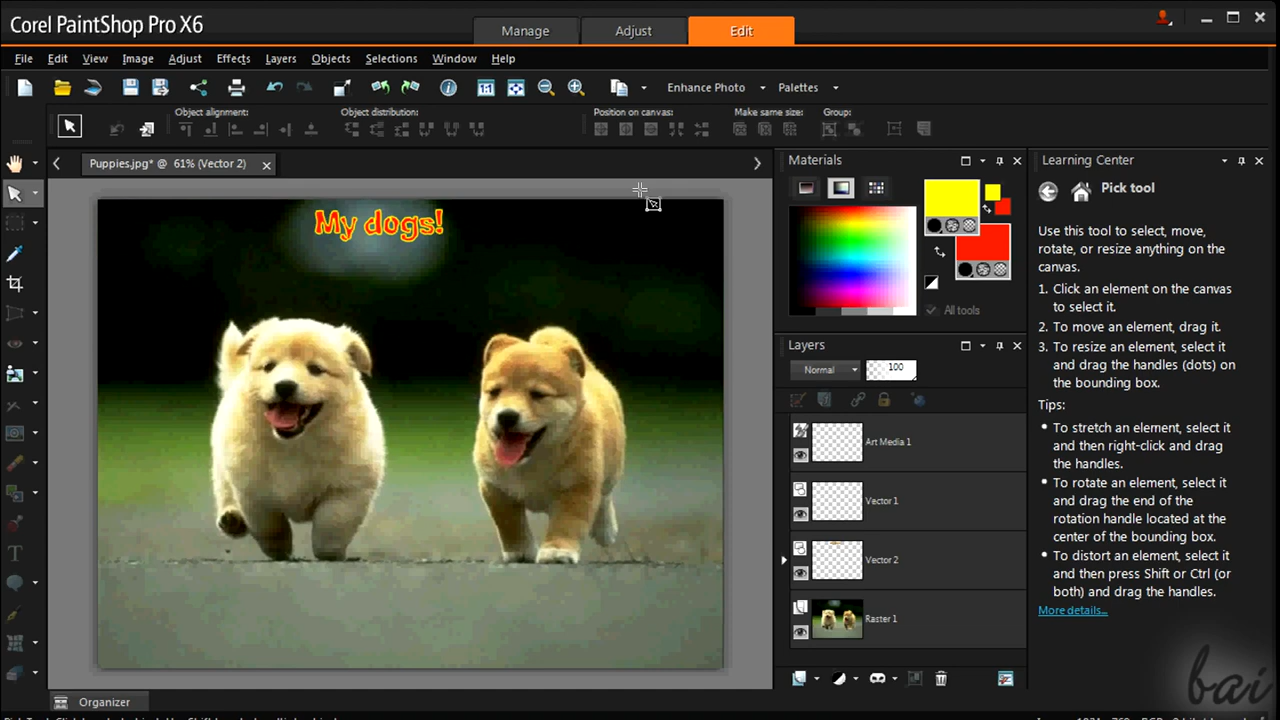 Corel PaintShop Pro X6
Manage
Adjust
Edit
File
Edit
View
Image
Adjust
Effects
Layers
Objects
Selections
Window
Help
1:1
Enhance Photo
Palettes
Object alignment:
Object distribution:
Position on canvas:
Make same size:
Group:
Puppies.jpg* @ 61% (Vector 2)
My dogs!
Materials
All tools
Layers
Normal
100
Art Media 1
Vector 1
Vector 2
Raster 1
Learning Center
Pick tool
Use this tool to select, move,
rotate, or resize anything on the
canvas.
1. Click an element on the canvas
to select it.
2. To move an element, drag it.
3. To resize an element, select it
and drag the handles (dots) on
the bounding box.
Tips:
• To stretch an element, select it
and then right-click and drag
the handles.
• To rotate an element, select it
and drag the end of the
rotation handle located at the
center of the bounding box.
• To distort an element, select it
and then press Shift or Ctrl (or
both) and drag the handles.
More details...
Organizer
bai